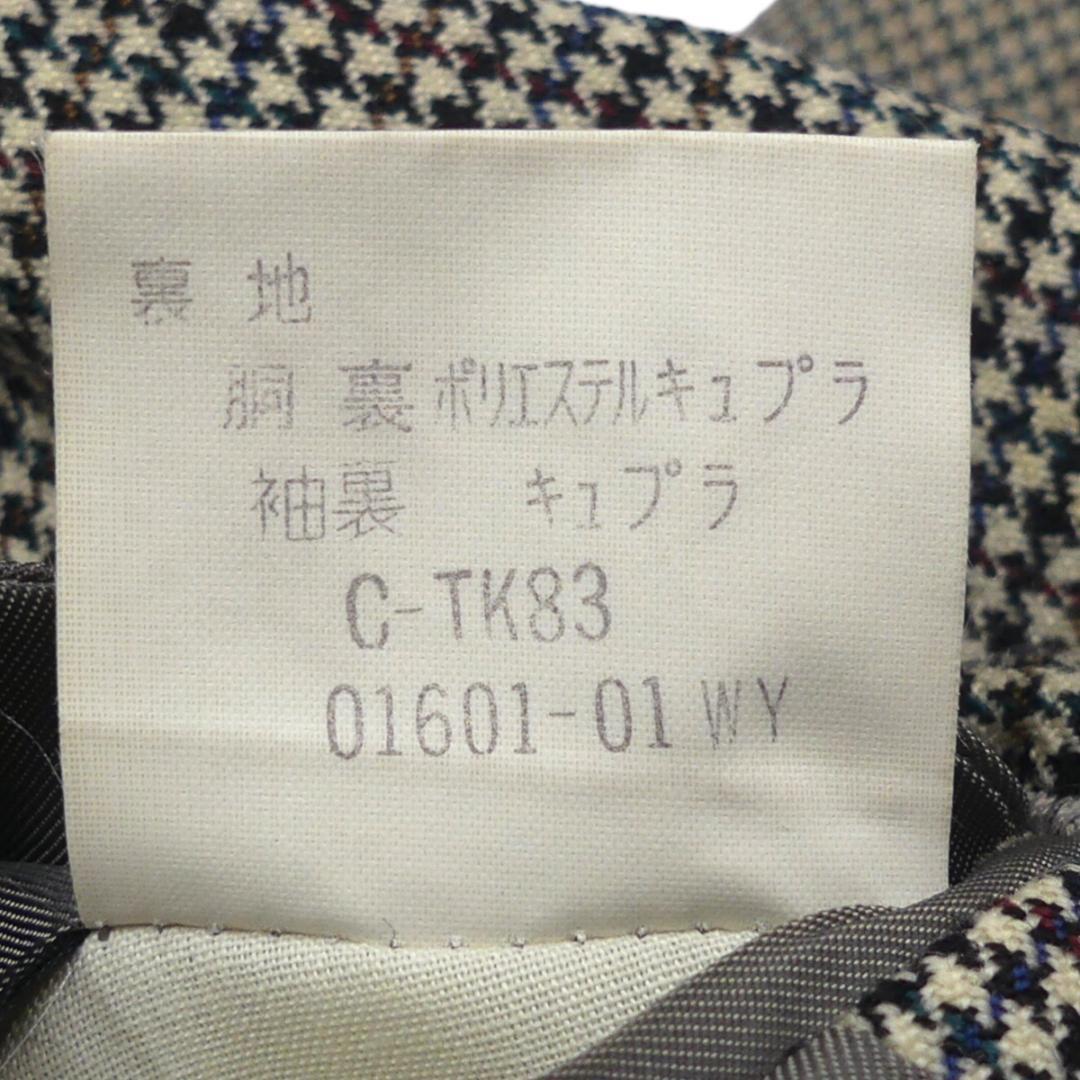 裏 地
胴 裏 ポリエステルキュプラ
袖裏 キュプラ
C-TK83
01601-01 WY